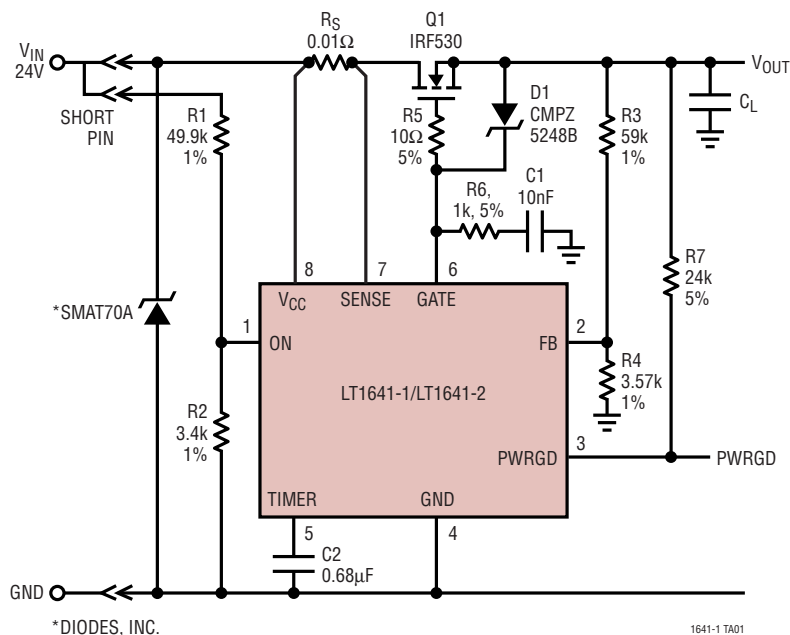 V_IN
24V
SHORT
PIN
R_S
0.01Ω
Q1
IRF530
V_OUT
R1
49.9k
1%
R5
10Ω
5%
D1
CMPZ
5248B
R3
59k
1%
C_L
R6,
1k, 5%
C1
10nF
R7
24k
5%
8
7
6
V_CC
SENSE
GATE
*SMAT70A
1
ON
2
FB
R4
3.57k
1%
LT1641-1/LT1641-2
R2
3.4k
1%
3
PWRGD
PWRGD
TIMER
GND
5
4
C2
0.68µF
GND
*DIODES, INC.
1641-1 TA01